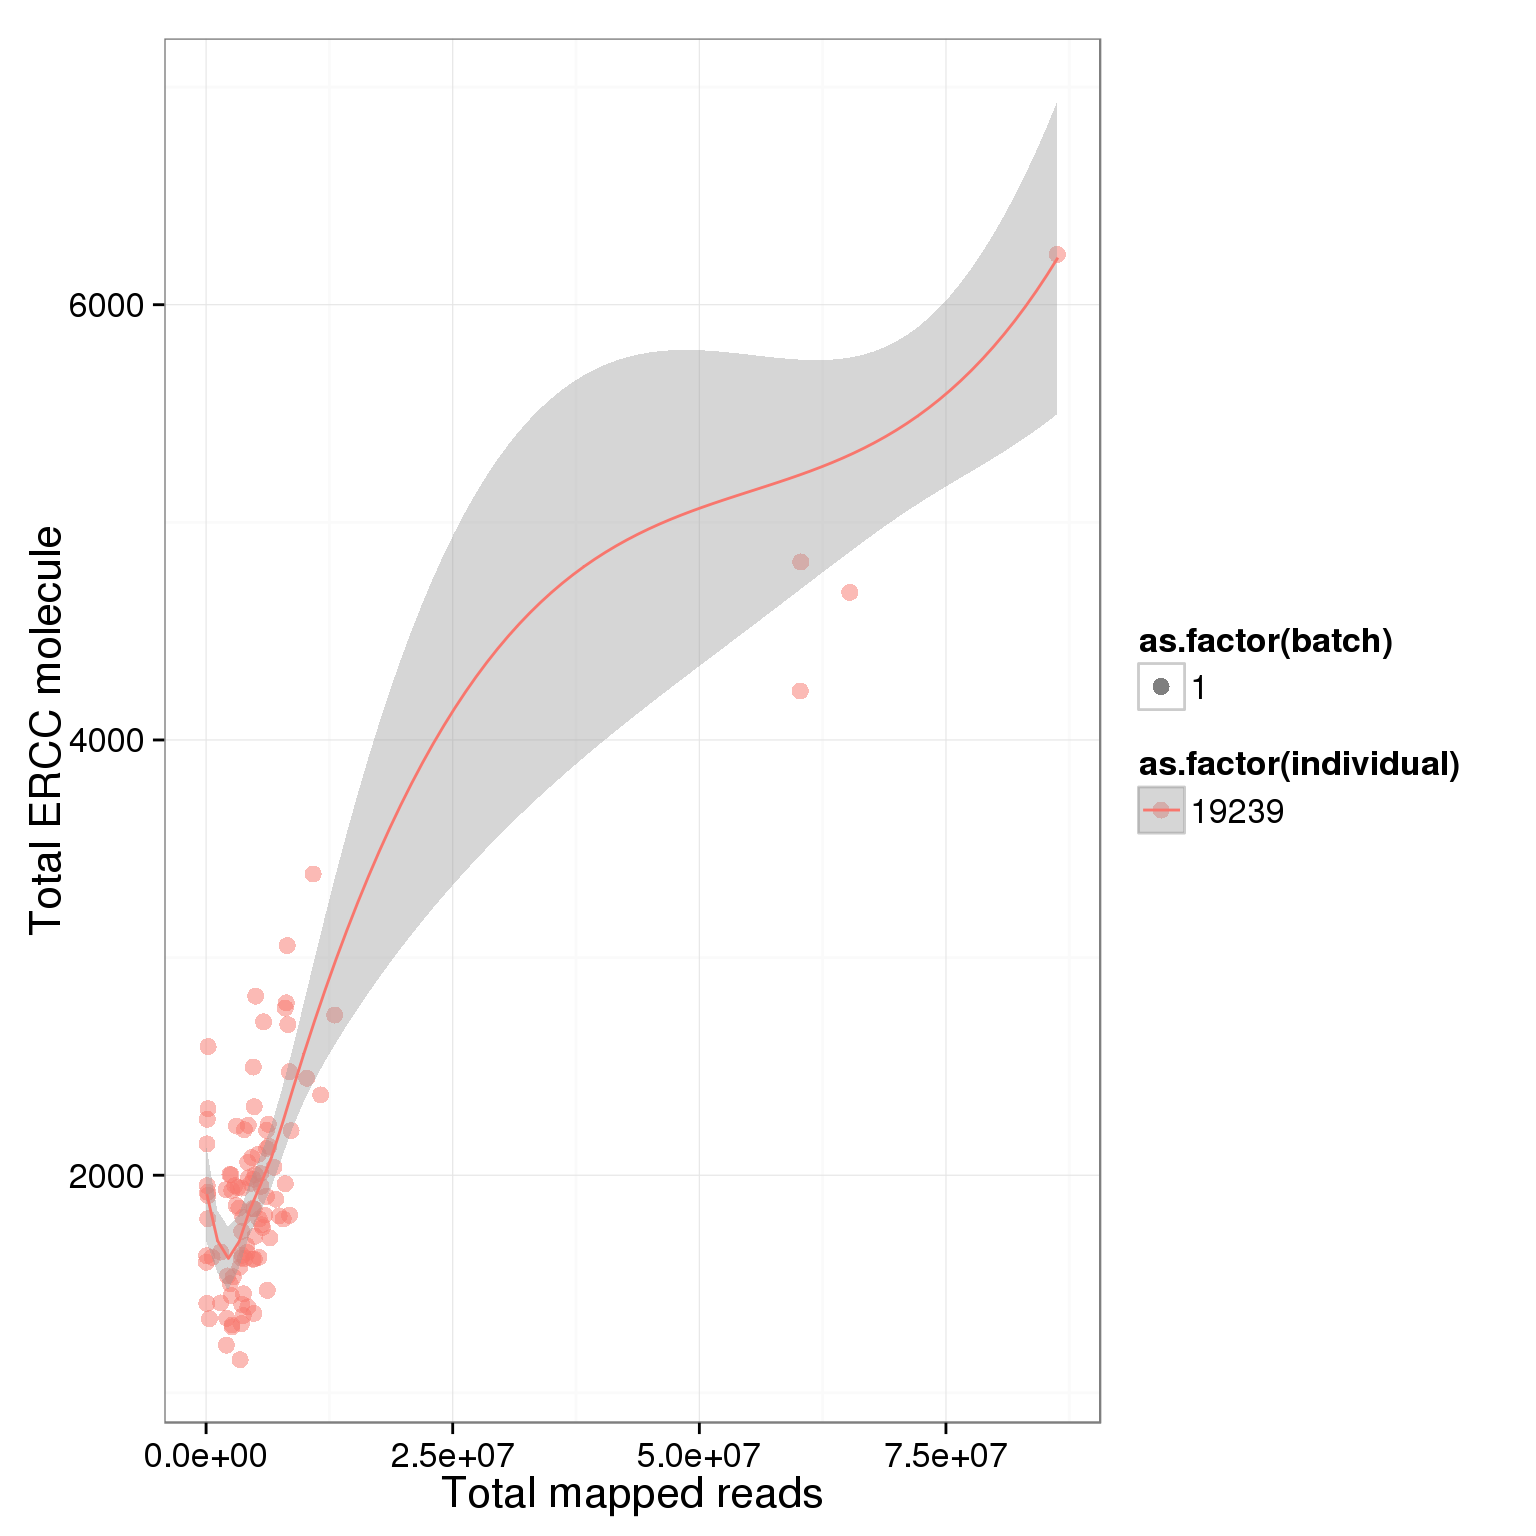 Total ERCC molecule
6000
4000
2000
0.0e+00
2.5e+07
5.0e+07
7.5e+07
Total mapped reads
as.factor(batch)
1
as.factor(individual)
19239